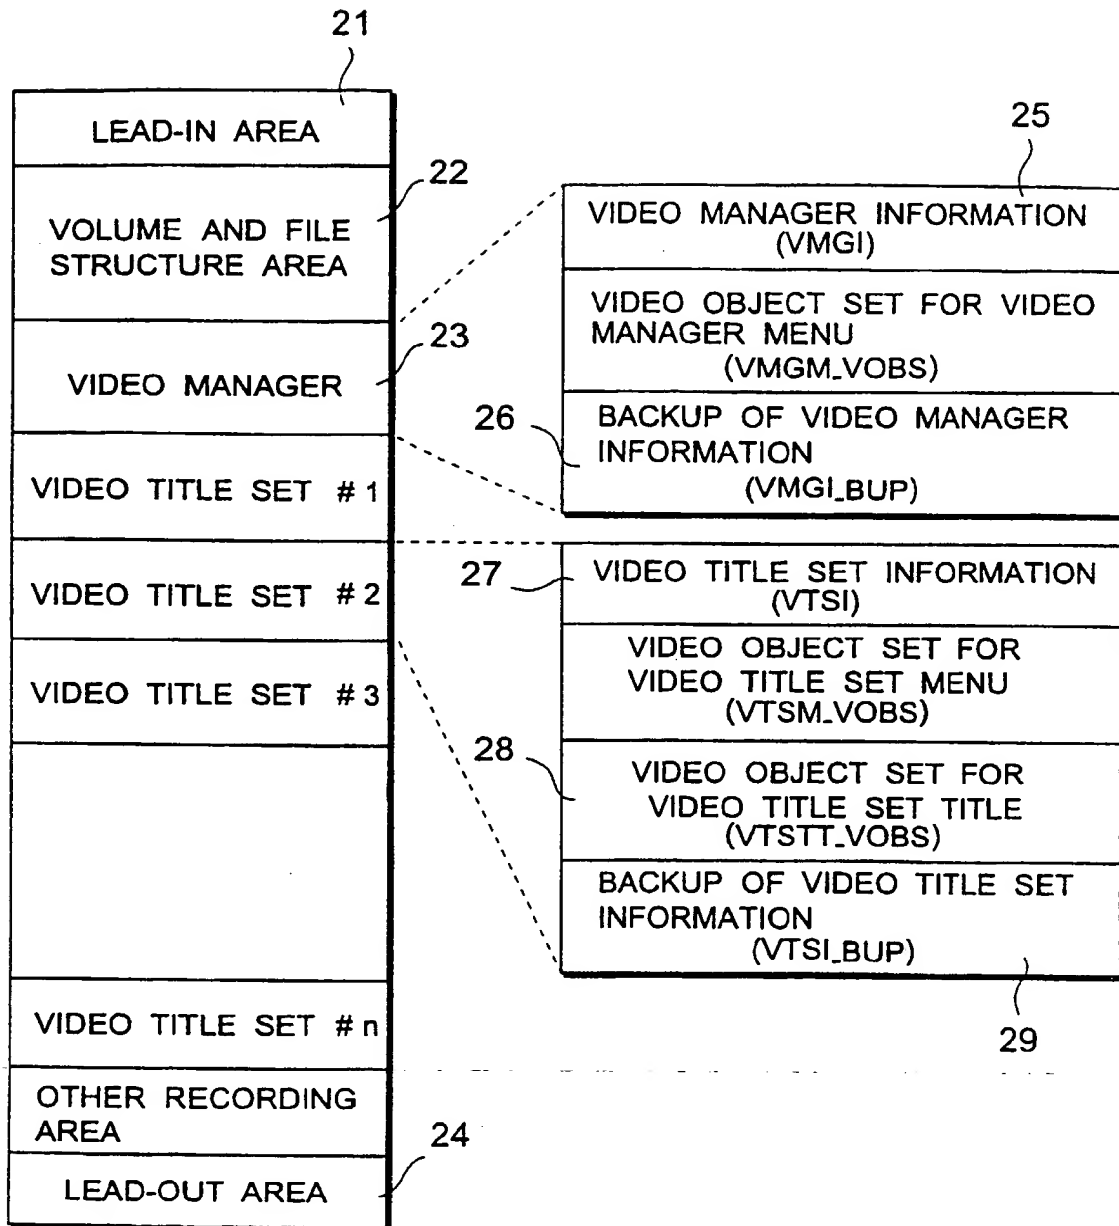 21
LEAD-IN AREA
22
VOLUME AND FILE
STRUCTURE AREA
23
VIDEO MANAGER
VIDEO TITLE SET #1
VIDEO TITLE SET #2
VIDEO TITLE SET #3
VIDEO TITLE SET #n
OTHER RECORDING
AREA
24
LEAD-OUT AREA
25
VIDEO MANAGER INFORMATION
(VMGI)
VIDEO OBJECT SET FOR VIDEO
MANAGER MENU
(VMGM_VOBS)
26
BACKUP OF VIDEO MANAGER
INFORMATION
(VMGI_BUP)
27
VIDEO TITLE SET INFORMATION
(VTSI)
VIDEO OBJECT SET FOR
VIDEO TITLE SET MENU
(VTSM_VOBS)
28
VIDEO OBJECT SET FOR
VIDEO TITLE SET TITLE
(VTSTT_VOBS)
BACKUP OF VIDEO TITLE SET
INFORMATION
(VTSI_BUP)
29